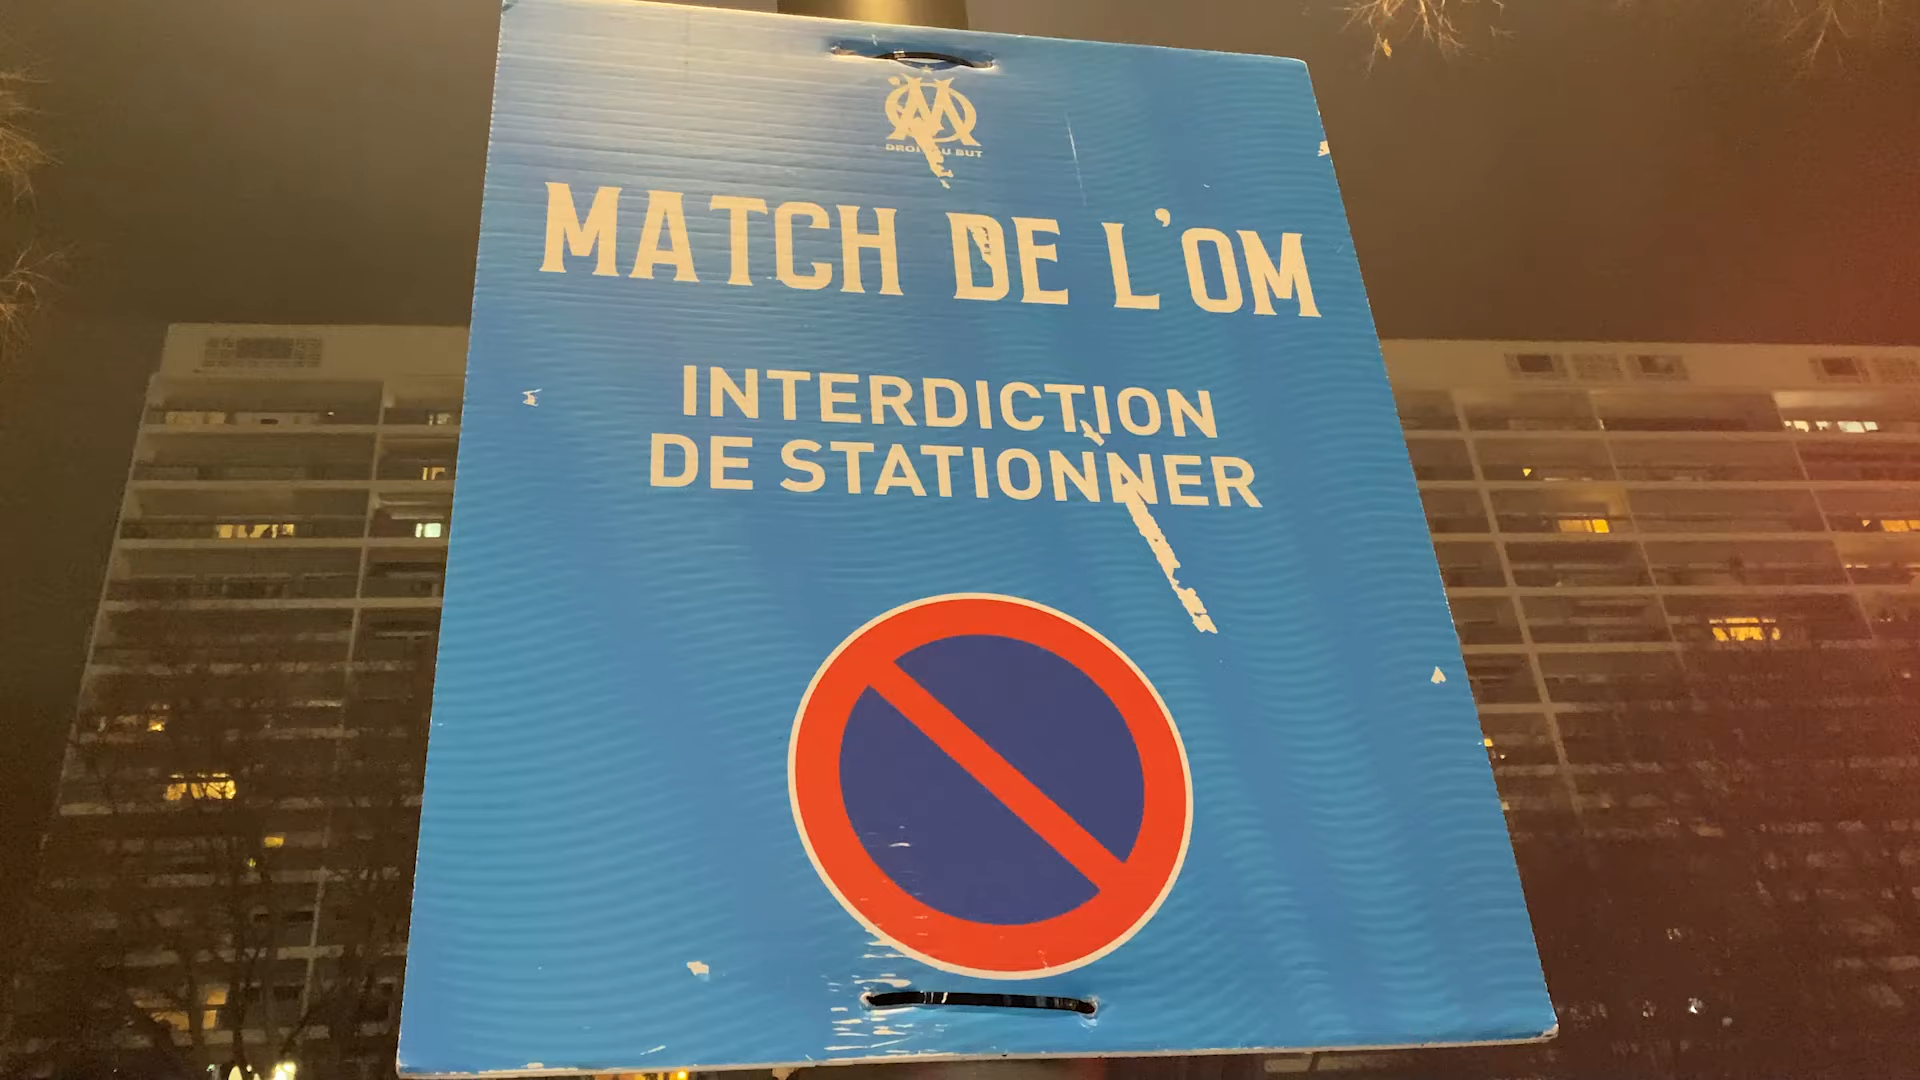 DROIT AU BUT
MATCH DE L'OM
INTERDICTION
DE STATIONNER